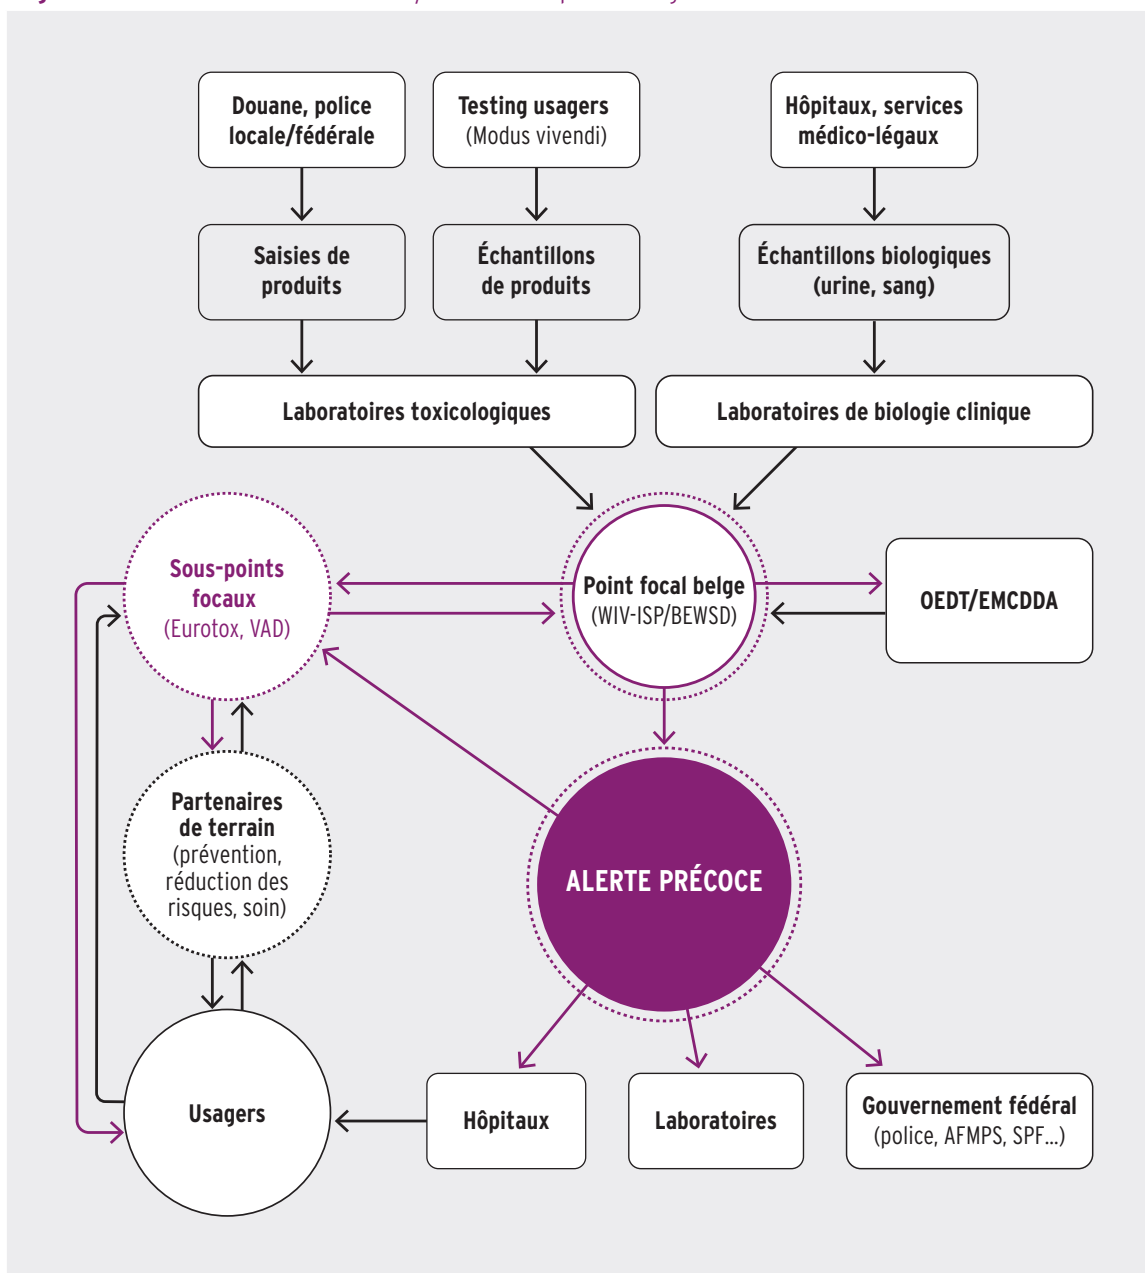 Douane, police
locale/fédérale
Testing usagers
(Modus vivendi)
Hôpitaux, services
médico-légaux
Saisies de
produits
Échantillons
de produits
Échantillons biologiques
(urine, sang)
Laboratoires toxicologiques
Laboratoires de biologie clinique
Sous-points
focaux
(Eurotox, VAD)
Point focal belge
(WIV-ISP/BEWSD)
OEDT/EMCDDA
Partenaires
de terrain
(prévention,
réduction des
risques, soin)
ALERTE PRÉCOCE
Usagers
Hôpitaux
Laboratoires
Gouvernement fédéral
(police, AFMPS, SPF...)